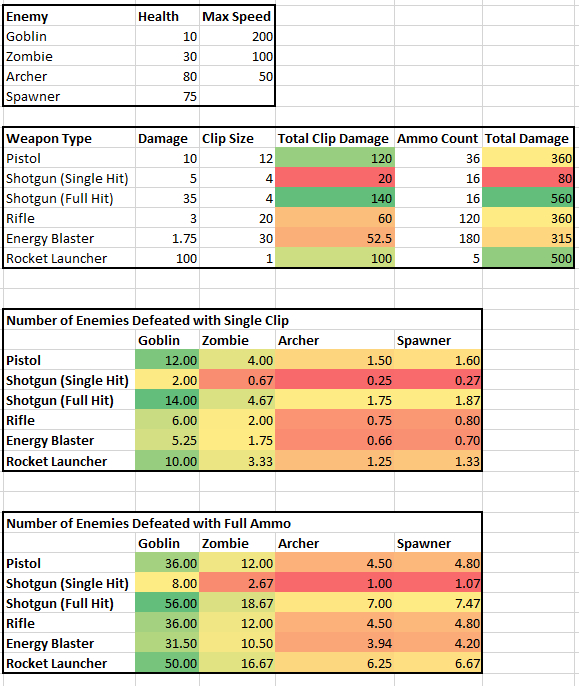 Enemy Health Max Speed
Goblin 10 200
Zombie 30 100
Archer 80 50
Spawner 75
Weapon Type Damage Clip Size Total Clip Damage Ammo Count Total Damage
Pistol 10 12 120 36 360
Shotgun (Single Hit) 5 4 20 16 80
Shotgun (Full Hit) 35 4 140 16 560
Rifle 3 20 60 120 360
Energy Blaster 1.75 30 52.5 180 315
Rocket Launcher 100 1 100 5 500
Number of Enemies Defeated with Single Clip
Goblin Zombie Archer Spawner
Pistol 12.00 4.00 1.50 1.60
Shotgun (Single Hit) 2.00 0.67 0.25 0.27
Shotgun (Full Hit) 14.00 4.67 1.75 1.87
Rifle 6.00 2.00 0.75 0.80
Energy Blaster 5.25 1.75 0.66 0.70
Rocket Launcher 10.00 3.33 1.25 1.33
Number of Enemies Defeated with Full Ammo
Goblin Zombie Archer Spawner
Pistol 36.00 12.00 4.50 4.80
Shotgun (Single Hit) 8.00 2.67 1.00 1.07
Shotgun (Full Hit) 56.00 18.67 7.00 7.47
Rifle 36.00 12.00 4.50 4.80
Energy Blaster 31.50 10.50 3.94 4.20
Rocket Launcher 50.00 16.67 6.25 6.67